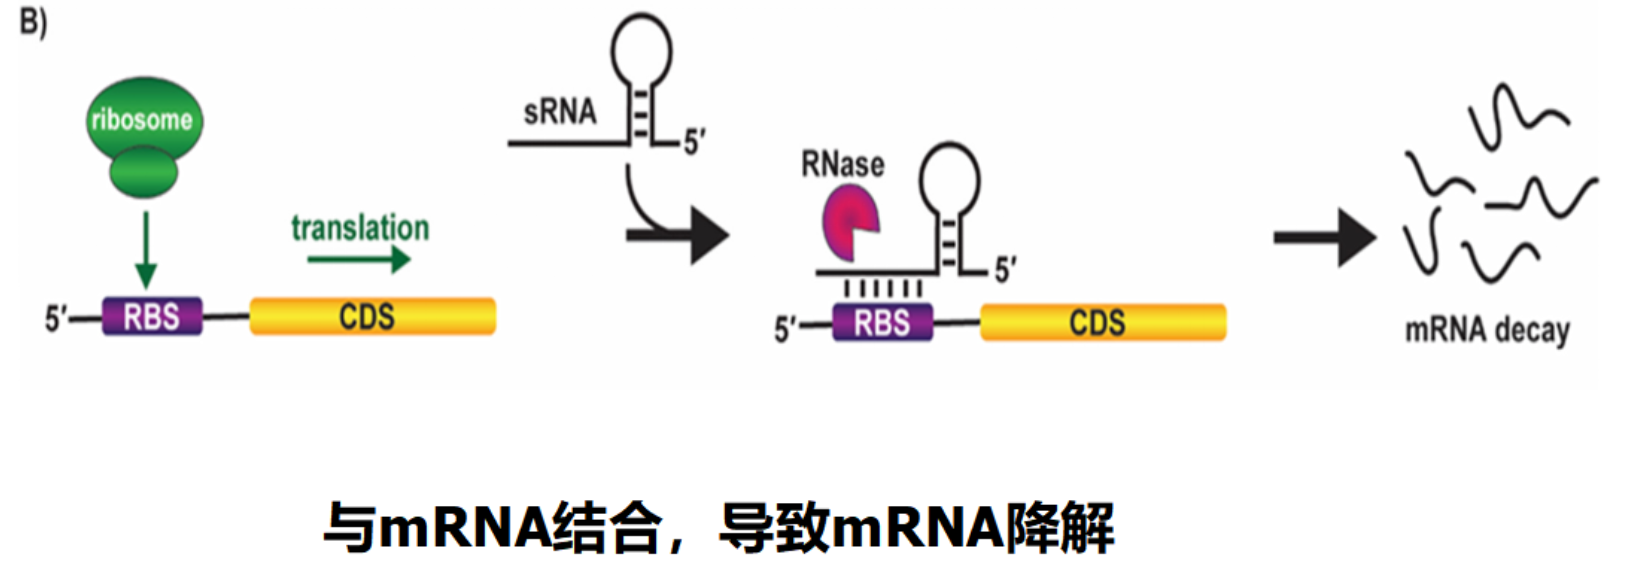 B)
ribosome
translation
5′
RBS
CDS
sRNA
5′
RNase
5′
5′
RBS
CDS
mRNA decay
与mRNA结合，导致mRNA降解